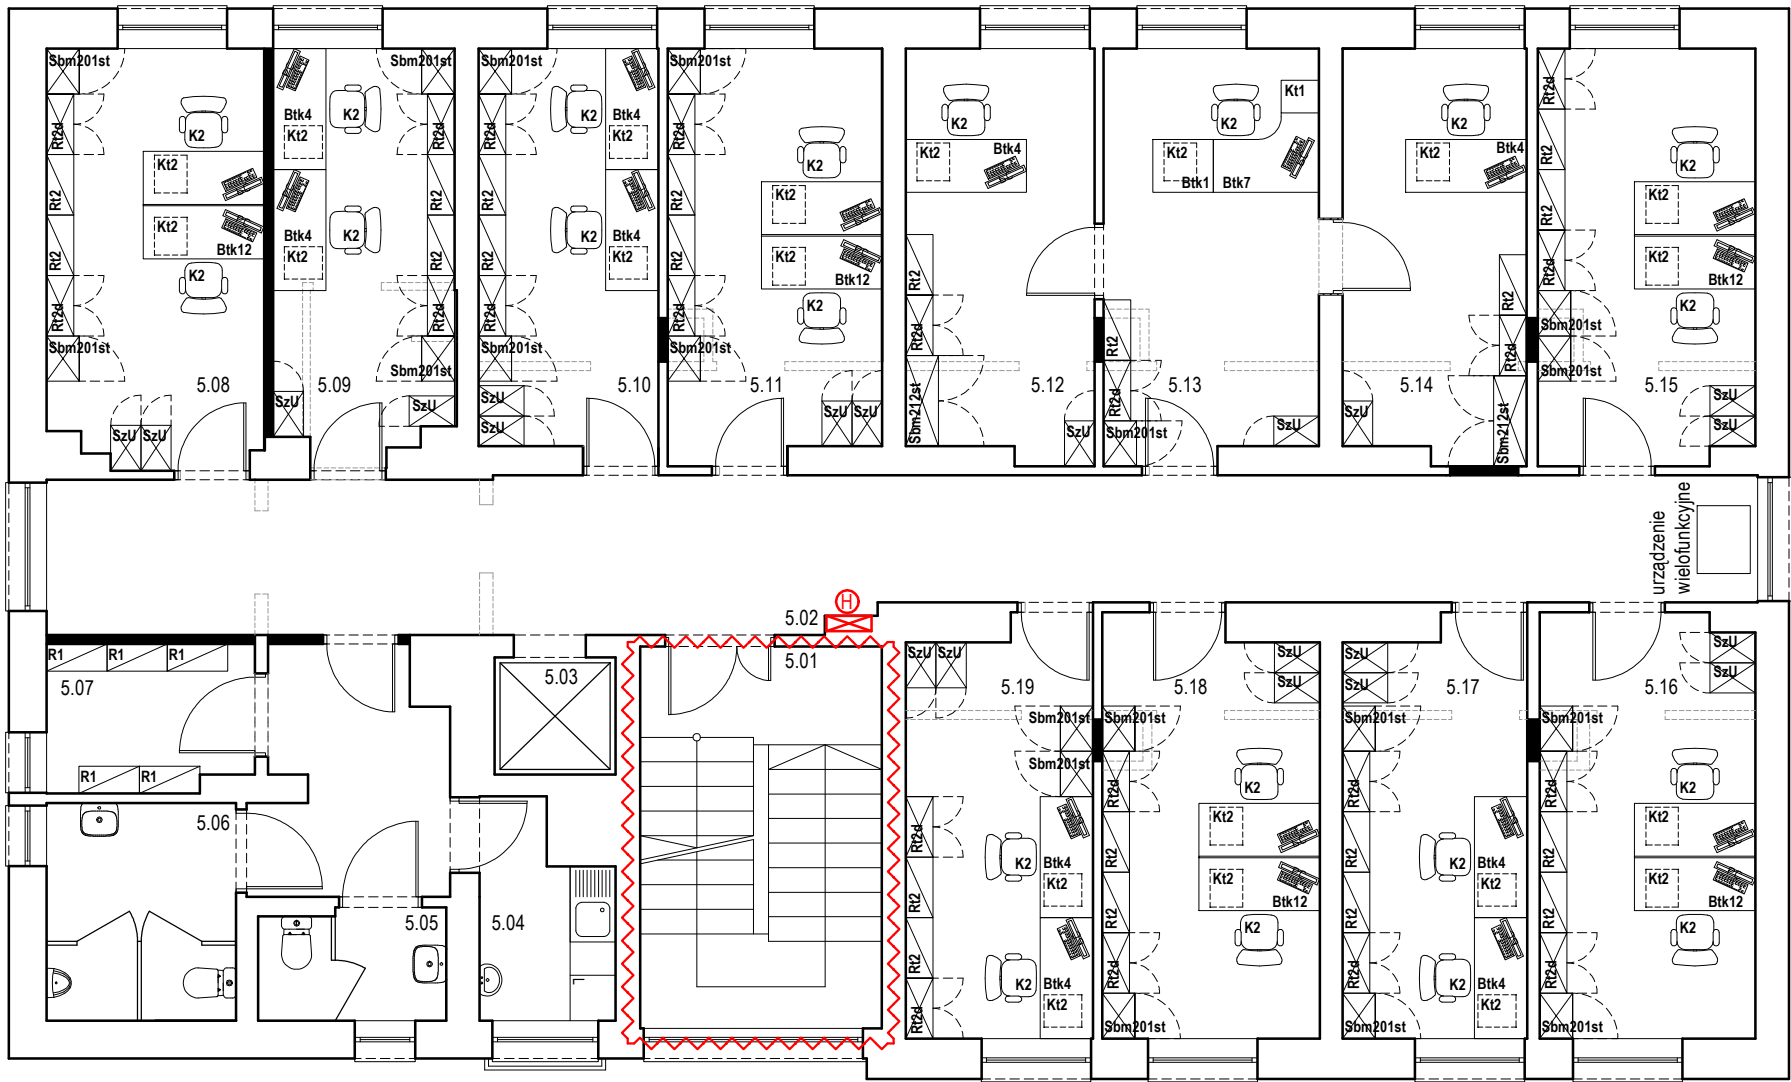 Sbm201st
Rt2d
Rt2
Rt2
Rt2d
Sbm201st
K2
Kt2
Kt2
Btk12
K2
5.08
SzU
SzU
Sbm201st
Btk4
Kt2
K2
Rt2d
Rt2
Rt2
Rt2d
Btk4
Kt2
K2
Sbm201st
5.09
SzU
SzU
Sbm201st
Rt2d
Rt2
Rt2
Rt2d
Sbm201st
K2
Btk4
Kt2
K2
Btk4
Kt2
5.10
SzU
SzU
Sbm201st
Rt2d
Rt2
Rt2
Rt2d
Sbm201st
K2
Kt2
Kt2
Btk12
K2
5.11
SzU
SzU
K2
Kt2
Btk4
Rt2
Rt2d
Sbm212st
5.12
SzU
Kt1
K2
Kt2
Btk1
Btk7
Rt2
Rt2d
Sbm201st
5.13
SzU
K2
Kt2
Btk4
Rt2
Rt2d
Sbm212st
5.14
SzU
Rt2d
Rt2
Rt2
Rt2d
Sbm201st
Sbm201st
K2
Kt2
Kt2
Btk12
K2
5.15
SzU
SzU
urządzenie
wielofunkcyjne
H
5.02
5.01
5.03
R1
R1
R1
5.07
R1
R1
5.06
5.05
5.04
SzU
SzU
5.19
Sbm201st
Sbm201st
Rt2d
Rt2
Rt2
Rt2d
K2
Btk4
Kt2
K2
Btk4
Kt2
5.18
SzU
SzU
Sbm201st
Rt2d
Rt2
Rt2
Rt2d
Sbm201st
K2
Kt2
Kt2
Btk12
K2
SzU
SzU
5.17
Sbm201st
Rt2d
Rt2
Rt2
Rt2d
Sbm201st
K2
Btk4
Kt2
K2
Btk4
Kt2
5.16
SzU
SzU
Sbm201st
Rt2d
Rt2
Rt2
Rt2d
Sbm201st
K2
Kt2
Kt2
Btk12
K2